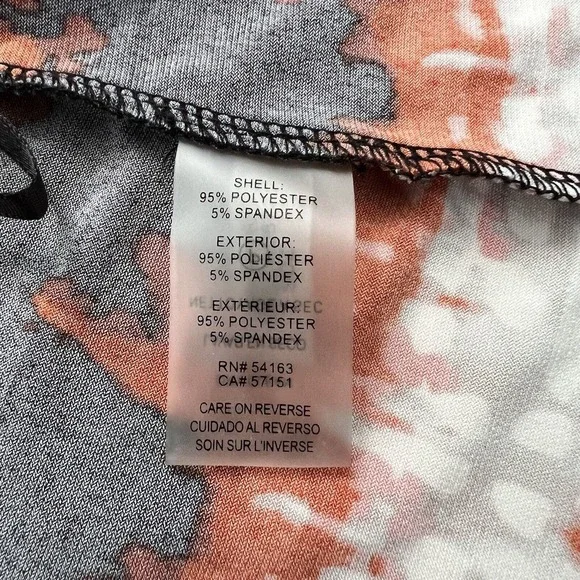 SHELL:
95% POLYESTER
5% SPANDEX
EXTERIOR:
95% POLIÉSTER
5% SPANDEX
EXTÉRIEUR:
95% POLYESTER
5% SPANDEX
RN# 54163
CA# 57151
CARE ON REVERSE
CUIDADO AL REVERSO
SOIN SUR L'INVERSE